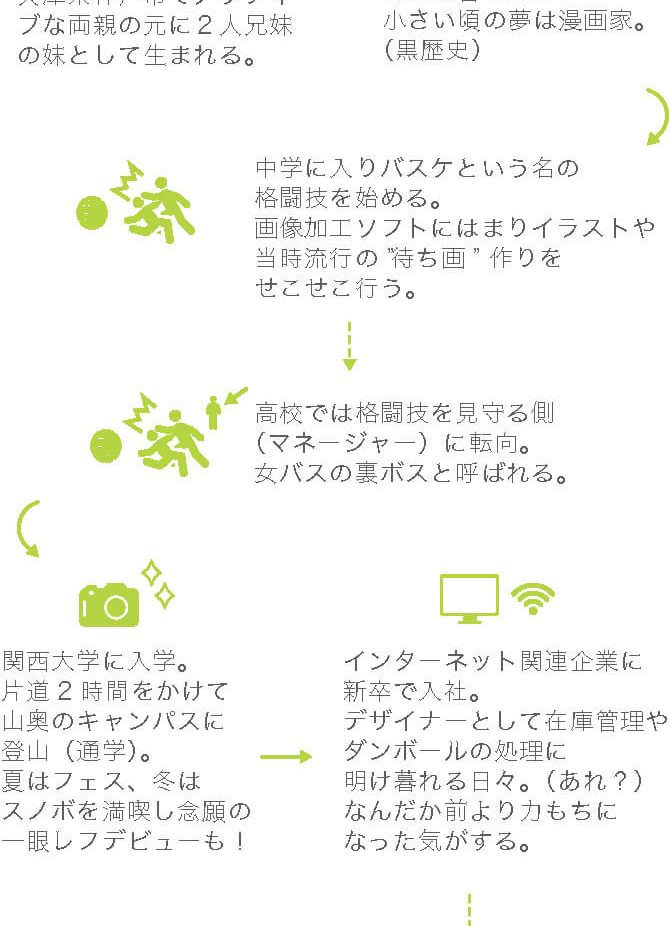 ブな両親の元に２人兄妹
の妹として生まれる。
小さい頃の夢は漫画家。
（黒歴史）
中学に入りバスケという名の
格闘技を始める。
画像加工ソフトにはまりイラストや
当時流行の”待ち画”作りを
せこせこ行う。
高校では格闘技を見守る側
（マネージャー）に転向。
女バスの裏ボスと呼ばれる。
関西大学に入学。
片道２時間をかけて
山奥のキャンパスに
登山（通学）。
夏はフェス、冬は
スノボを満喫し念願の
一眼レフデビューも！
インターネット関連企業に
新卒で入社。
デザイナーとして在庫管理や
ダンボールの処理に
明け暮れる日々。（あれ？）
なんだか前より力もちに
なった気がする。